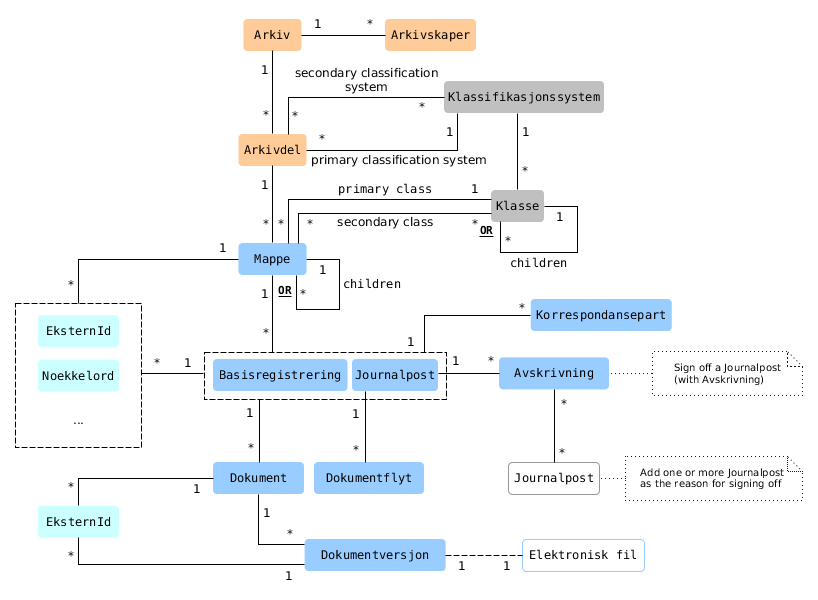 Arkiv
1
*
Arkivskaper
1
*
secondary classification
system
*
*
Klassifikasjonssystem
Arkivdel
*
1
primary classification system
1
*
1
*
primary class
1
*
*
secondary class
*
Klasse
1
OR
*
children
Mappe
1
*
1
children
OR
*
1
*
EksternId
Noekkelord
...
*
1
Basisregistrering
Journalpost
1
*
Korrespondansepart
1
*
Avskrivning
Sign off a Journalpost
(with Avskrivning)
1
*
1
*
*
*
Dokument
Dokumentflyt
Journalpost
Add one or more Journalpost
as the reason for signing off
*
1
EksternId
*
1
1
*
Dokumentversjon
1
1
Elektronisk fil